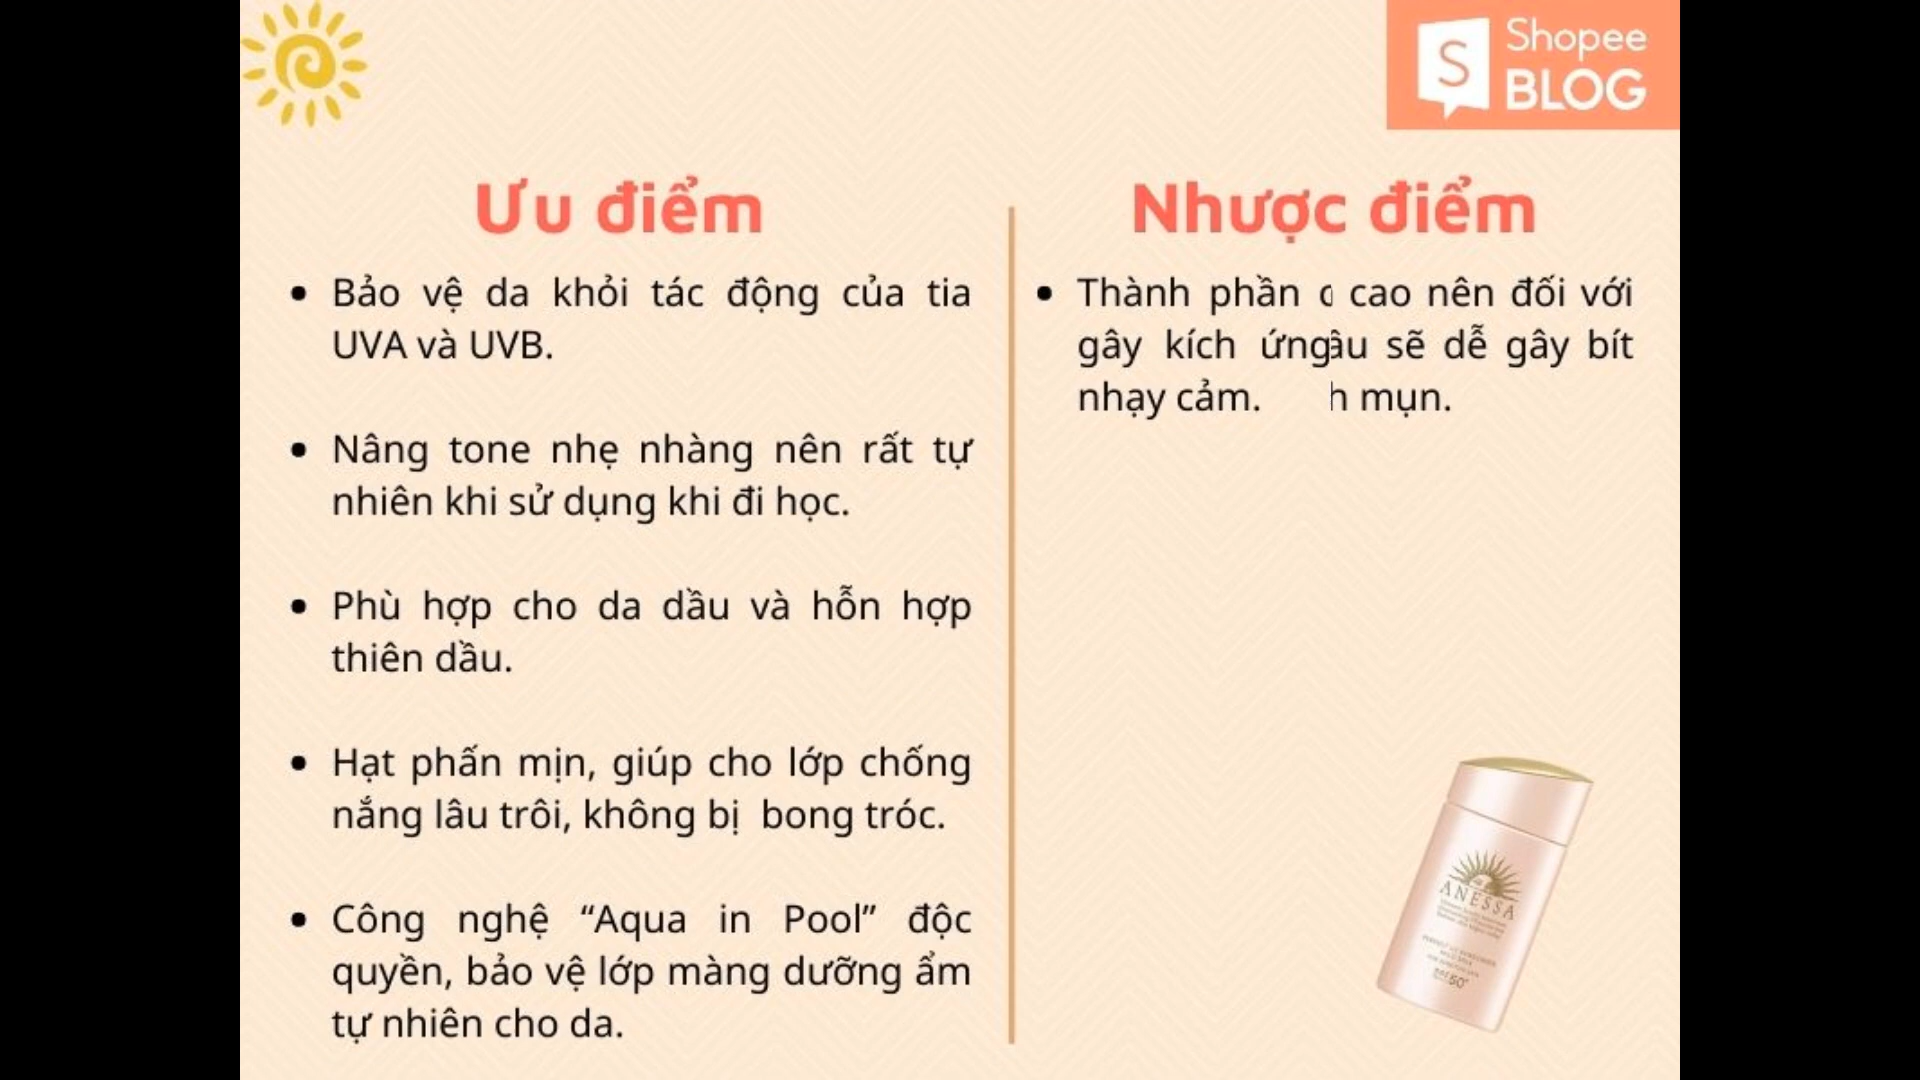 Shopee
BLOG
Ưu điểm
Nhược điểm
• Bảo vệ da khỏi tác động của tia
UVA và UVB.
• Nâng tone nhẹ nhàng nên rất tự
nhiên khi sử dụng khi đi học.
• Phù hợp cho da dầu và hỗn hợp
thiên dầu.
• Hạt phấn mịn, giúp cho lớp chống
nắng lâu trôi, không bị bong tróc.
• Công nghệ “Aqua in Pool” độc
quyền, bảo vệ lớp màng dưỡng ẩm
tự nhiên cho da.
• Thành phần cao nên đối với
gây kích ứng sẽ dễ gây bít
nhạy cảm. mụn.
ANESSA
50+